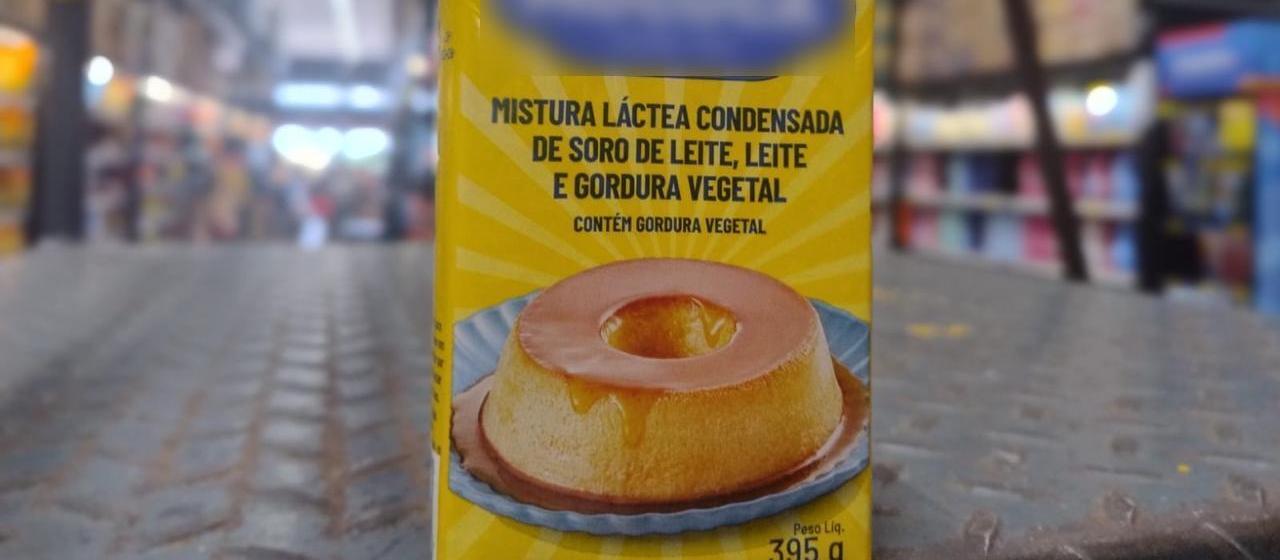 MISTURA LÁCTEA CONDENSADA
DE SORO DE LEITE, LEITE
E GORDURA VEGETAL
CONTÉM GORDURA VEGETAL
Peso Líq.
395 g